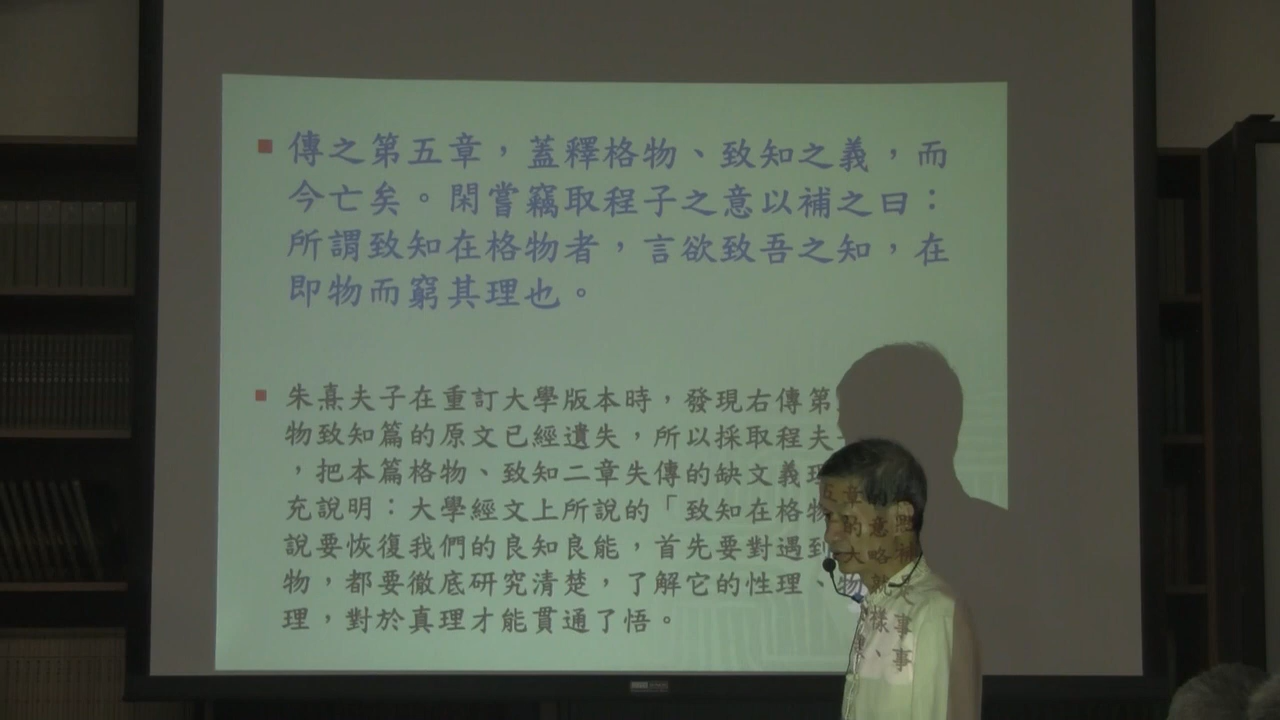 傳之第五章，蓋釋格物、致知之義，而
今亡矣。閑嘗竊取程子之意以補之曰：
所謂致知在格物者，言欲致吾之知，在
即物而窮其理也。
朱熹夫子在重訂大學版本時，發現右傳第
物致知篇的原文已經遺失，所以採取程夫
，把本篇格物、致知二章失傳的缺文義理
充說明：大學經文上所說的「致知在格物
說要恢復我們的良知良能，首先要對遇到
物，都要徹底研究清楚，了解它的性理、物
理，對於真理才能貫通了悟。